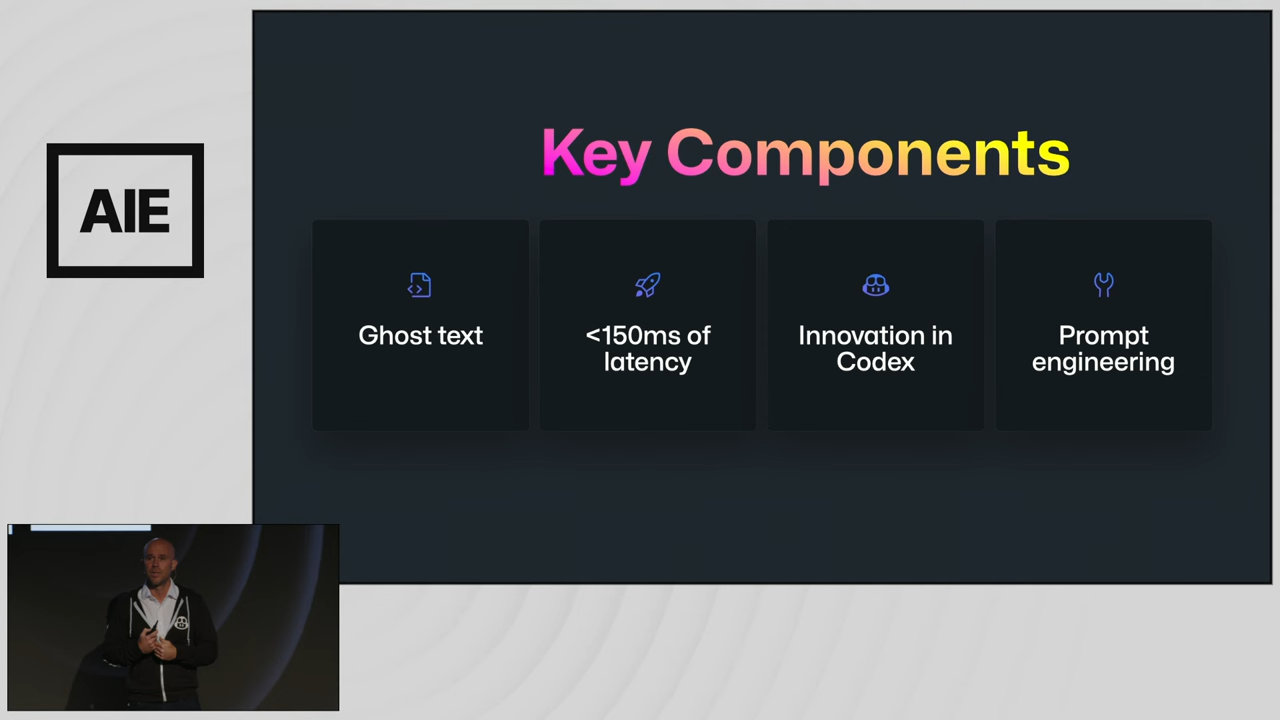 AIE
Key Components
Ghost text
<150ms of
latency
Innovation in
Codex
Prompt
engineering